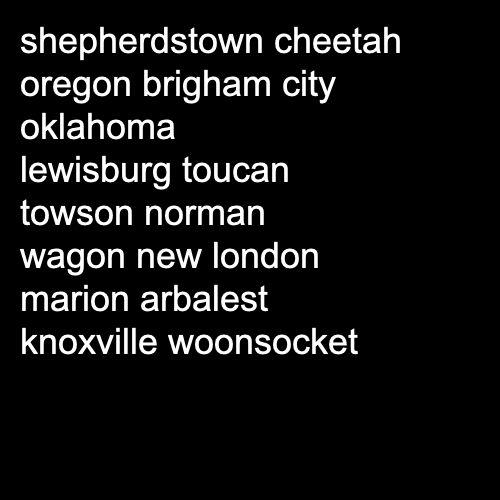 shepherdstown cheetah
oregon brigham city
oklahoma
lewisburg toucan
towson norman
wagon new london
marion arbalest
knoxville woonsocket